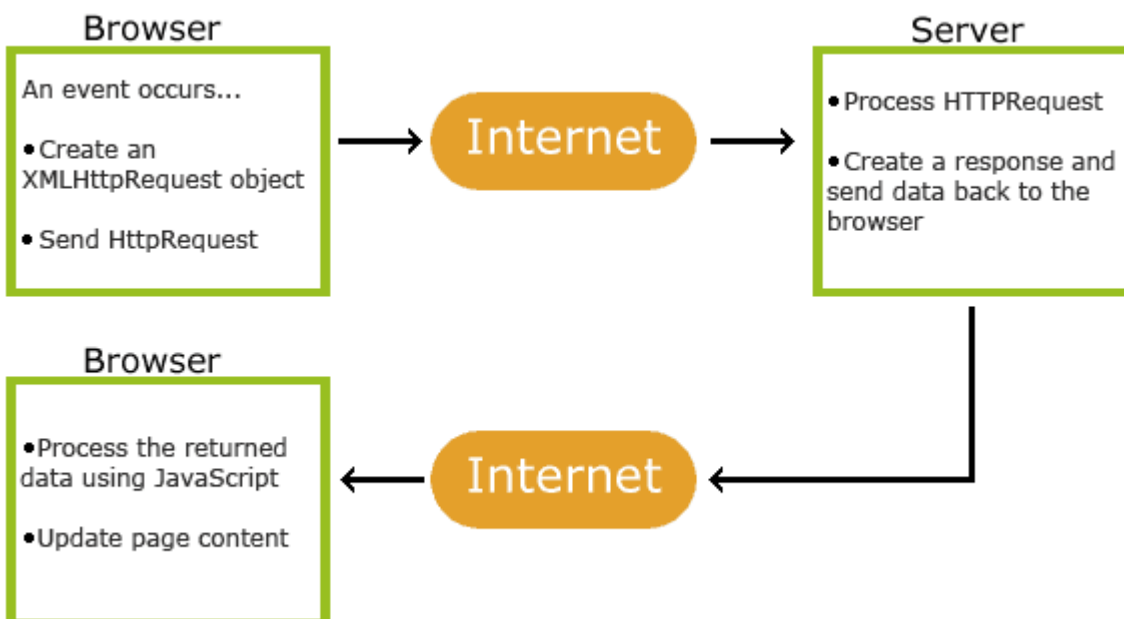 Browser
An event occurs...
•Create an
XMLHttpRequest object
• Send HttpRequest
Internet
Server
•Process HTTPRequest
•Create a response and
send data back to the
browser
Browser
•Process the returned
data using JavaScript
•Update page content
Internet